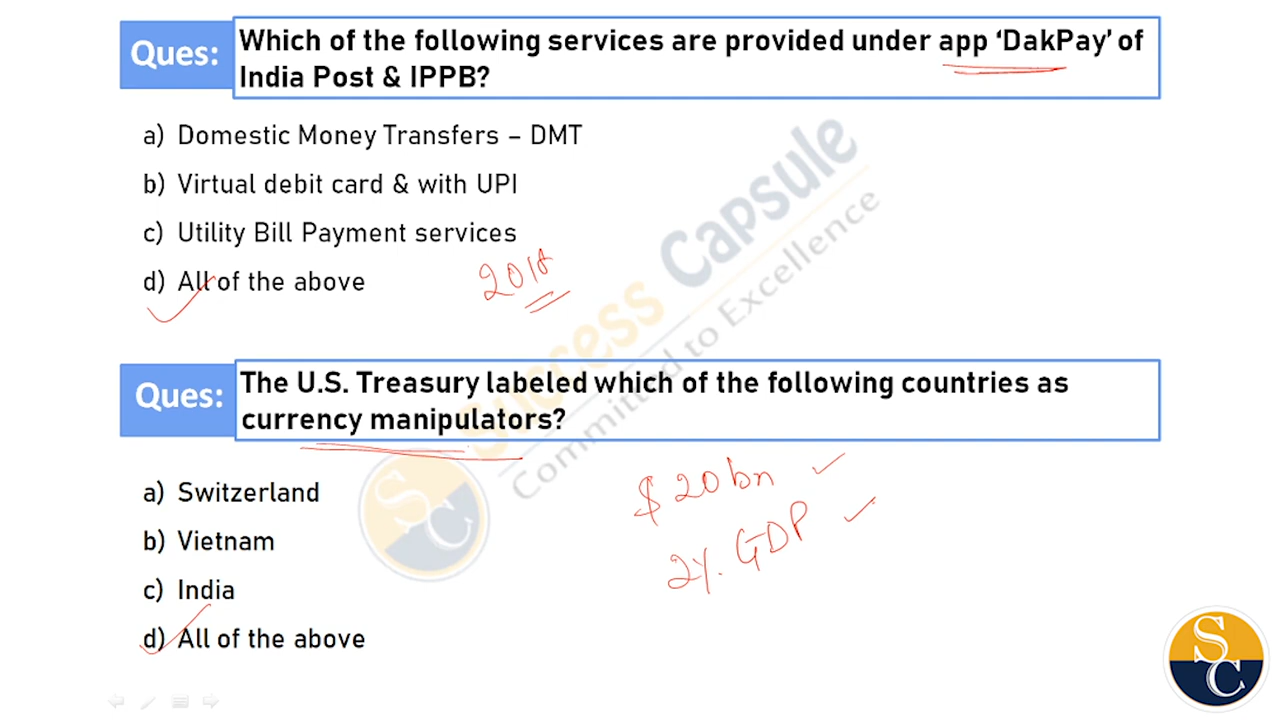 Ques: Which of the following services are provided under app ‘DakPay’ of
India Post & IPPB?
a) Domestic Money Transfers – DMT
b) Virtual debit card & with UPI
c) Utility Bill Payment services
d) All of the above
2018
Success Capsule
Committed to Excellence
Ques: The U.S. Treasury labeled which of the following countries as
currency manipulators?
a) Switzerland
b) Vietnam
c) India
d) All of the above
$20bn
2%. GDP
SC
SC